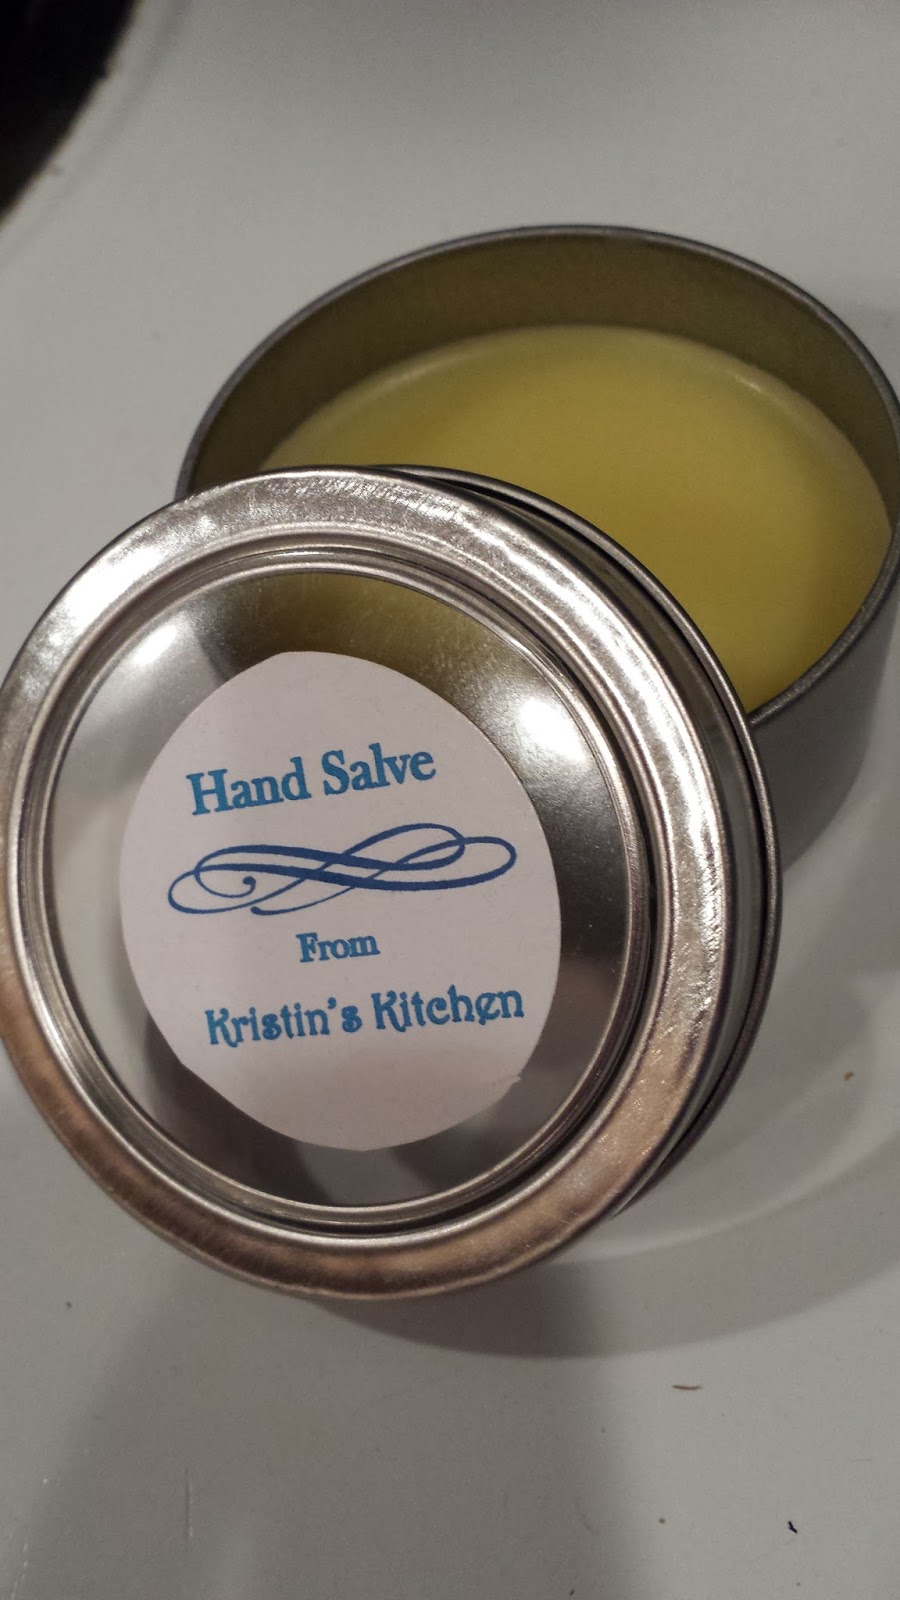 Hand Salve
From
Kristin's Kitchen